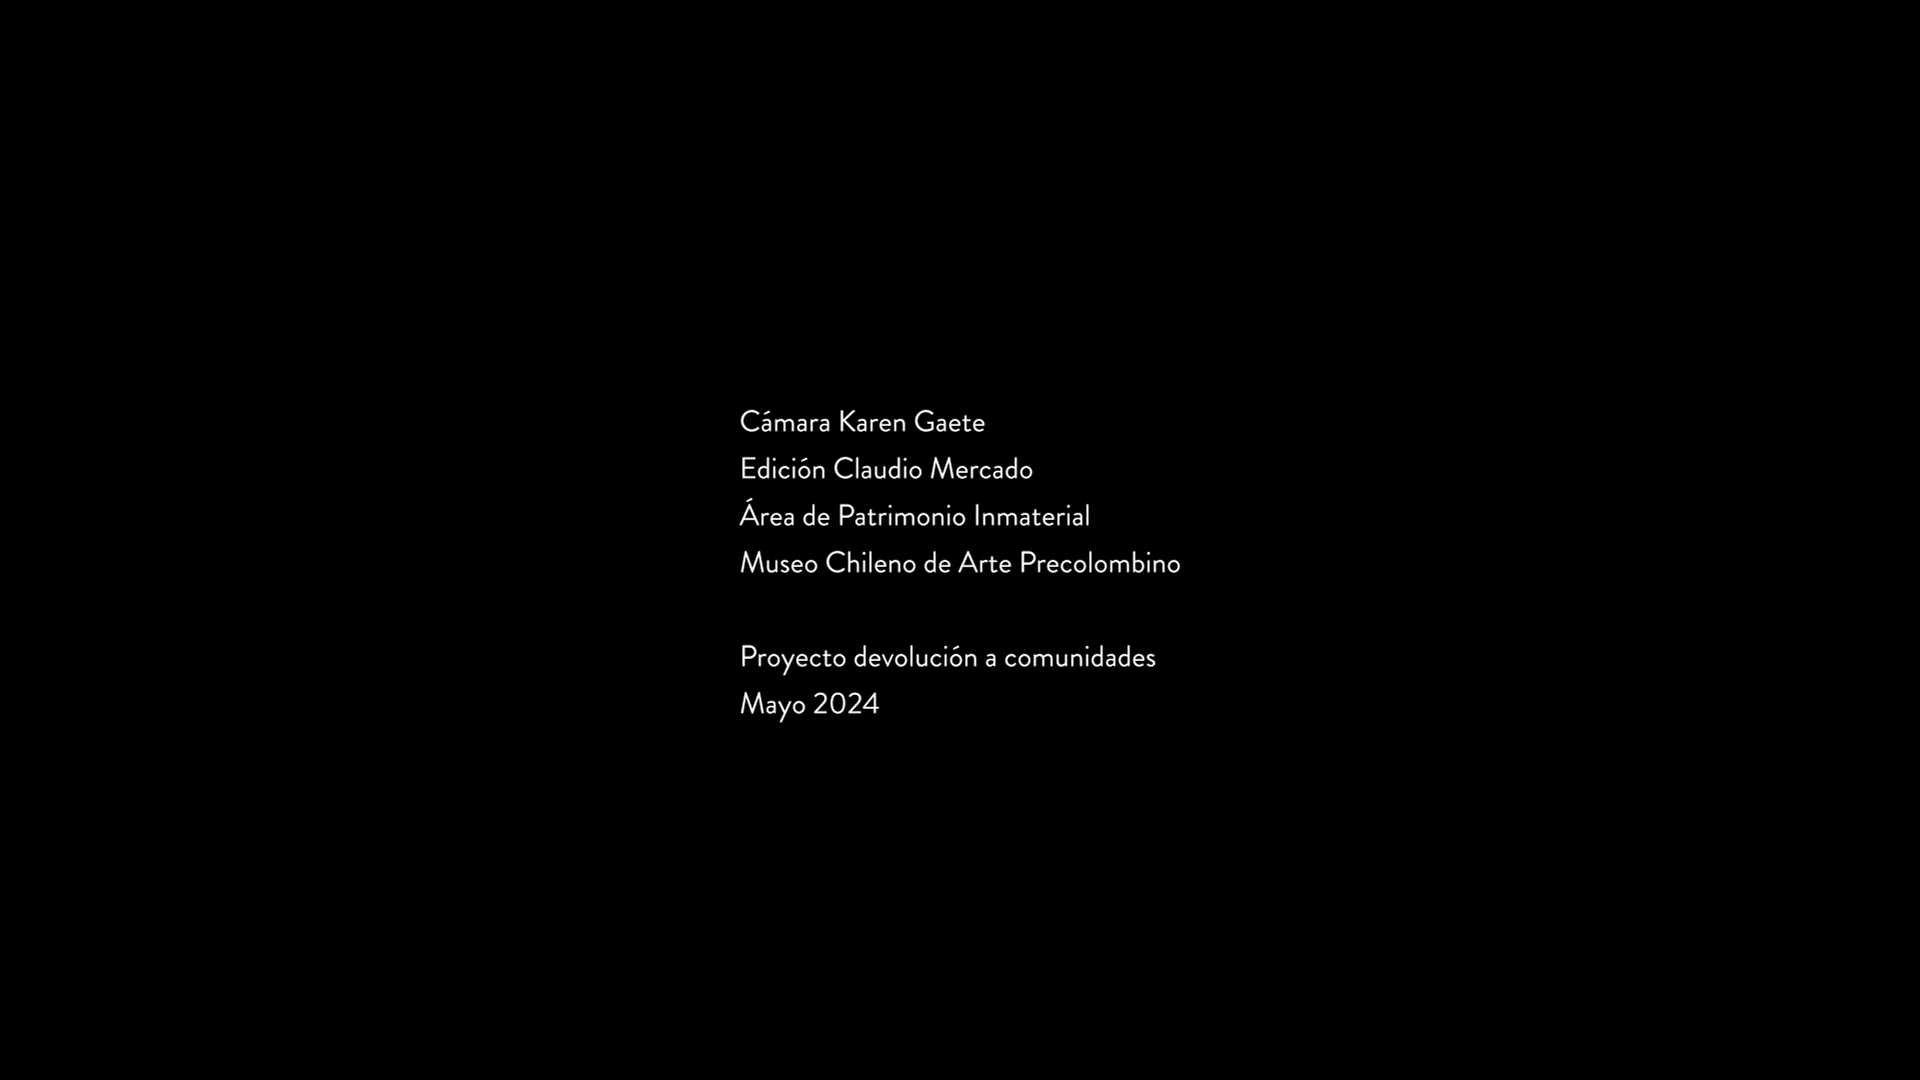 Cámara Karen Gaete
Edición Claudio Mercado
Área de Patrimonio Inmaterial
Museo Chileno de Arte Precolombino
Proyecto devolución a comunidades
Mayo 2024